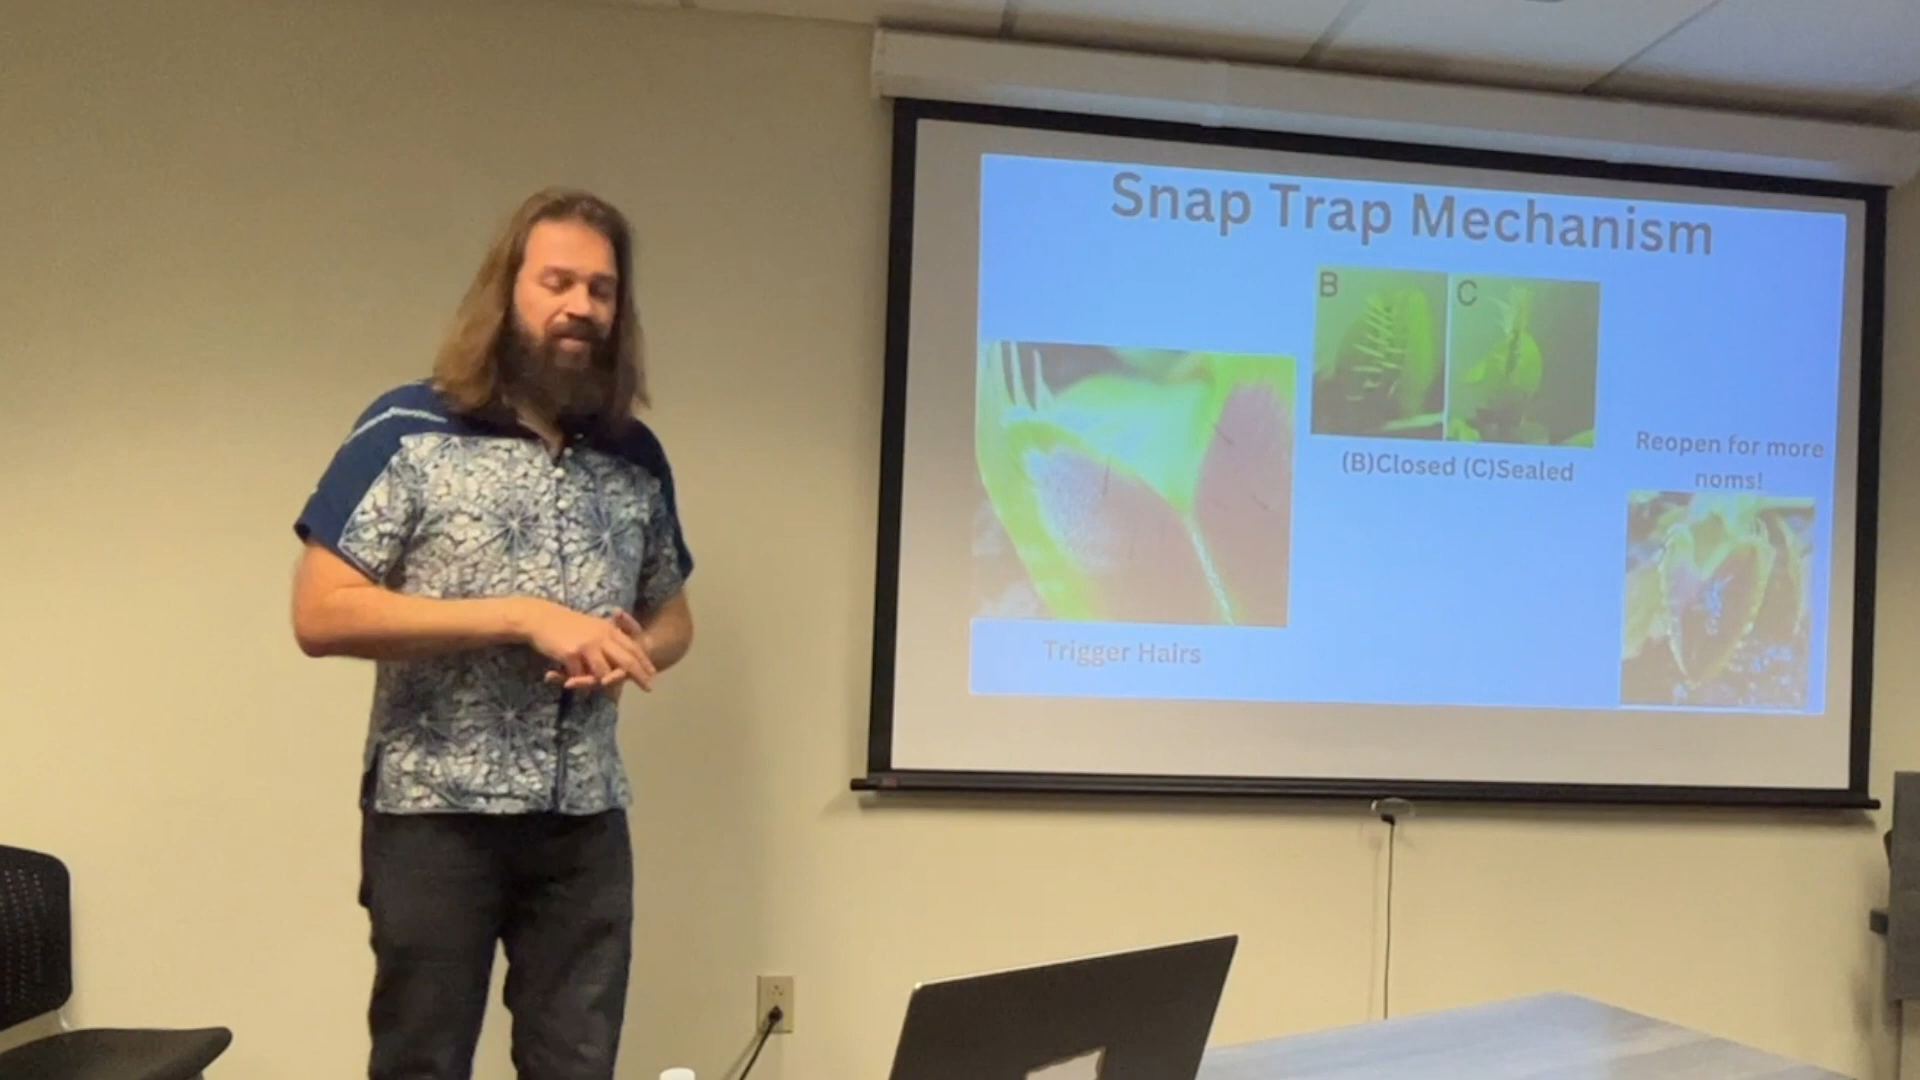 Snap Trap Mechanism
B
C
(B)Closed (C)Sealed
Reopen for more
noms!
Trigger Hairs